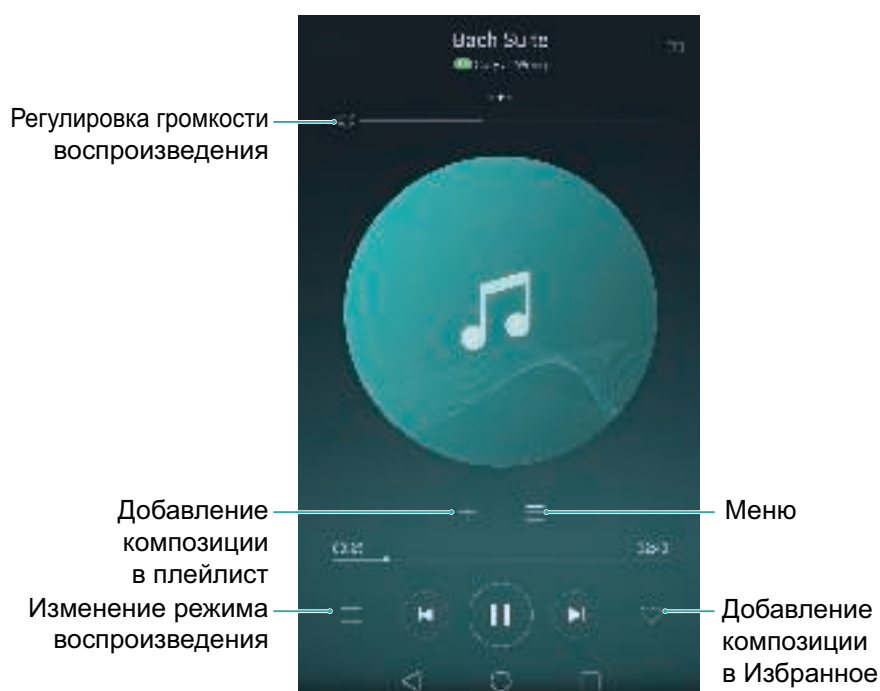 Bach Suite
Регулировка громкости
воспроизведения
Добавление
композиции
в плейлист
Меню
Изменение режима
воспроизведения
Добавление
композиции
в Избранное